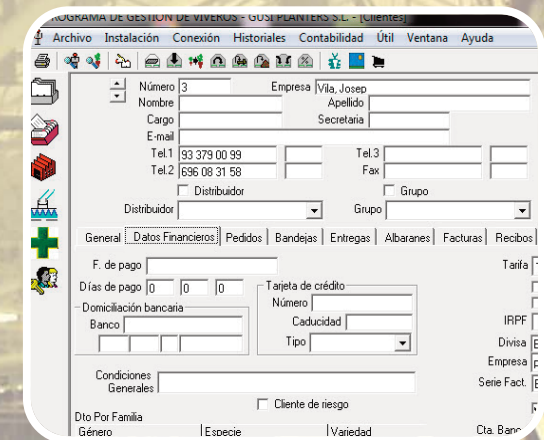 PROGRAMA DE GESTION DE VIVEROS - GUSI PLANTERS S.L. - [Clientes]
Archivo Instalación Conexión Historiales Contabilidad Útil Ventana Ayuda
Número 3 Empresa Vila, Josep
Nombre Apellido
Cargo Secretaria
E-mail
Tel.1 93 379 00 99 Tel.3
Tel.2 696 08 31 58 Fax
Distribuidor Grupo
Distribuidor Grupo
General Datos Financieros Pedidos Bandejas Entregas Albaranes Facturas Recibos
F. de pago Tarifa
Días de pago 0 0 0 Tarjeta de crédito
Número
Domiciliación bancaria
Banco Caducidad IRPF
Tipo Divisa
Empresa
Condiciones
Generales Serie Fact.
Cliente de riesgo
Dto Por Familia
Género Especie Variedad Cta. Banc